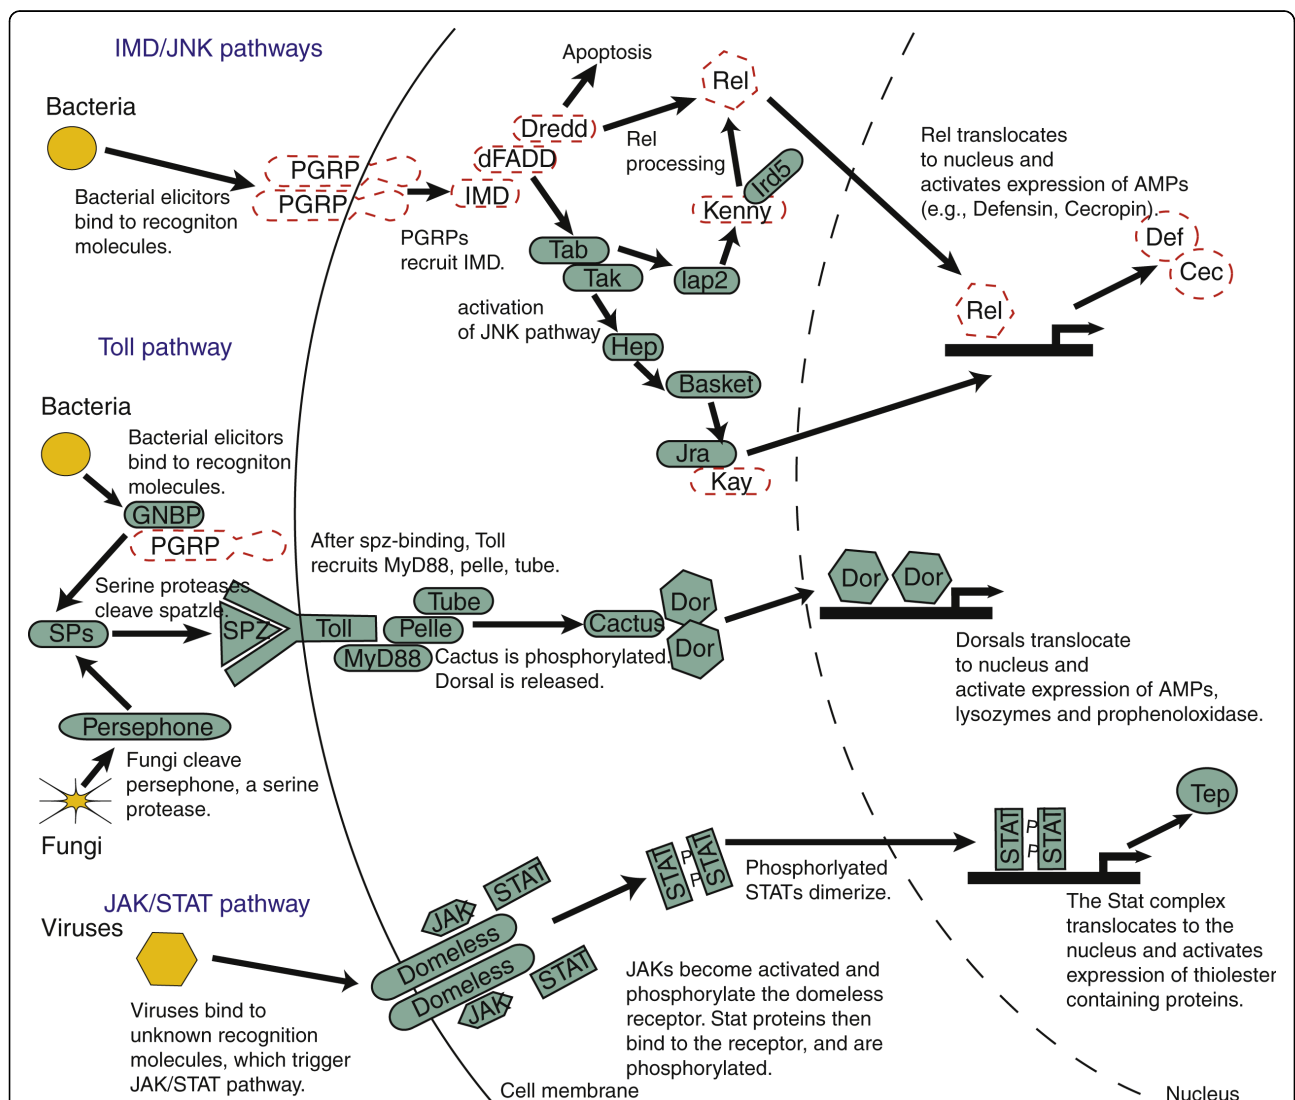 IMD/JNK pathways
Bacteria
Bacterial elicitors
bind to recogniton
molecules.
PGRP
PGRP
PGRPs
recruit IMD.
IMD
dFADD
Dredd
Apoptosis
Rel
processing
Rel
Ird5
Kenny
Tab
Tak
Iap2
activation
of JNK pathway
Hep
Basket
Jra
Kay
Rel translocates
to nucleus and
activates expression of AMPs
(e.g., Defensin, Cecropin).
Def
Cec
Rel
Toll pathway
Bacteria
Bacterial elicitors
bind to recogniton
molecules.
GNBP
PGRP
Serine proteases
cleave spatzle.
SPs
SPZ
Toll
After spz-binding, Toll
recruits MyD88, pelle, tube.
Tube
Pelle
MyD88
Cactus
Dor
Dor
Cactus is phosphorylated.
Dorsal is released.
Dor
Dor
Dorsals translocate
to nucleus and
activate expression of AMPs,
lysozymes and prophenoloxidase.
Persephone
Fungi cleave
persephone, a serine
protease.
Fungi
JAK/STAT pathway
Viruses
Viruses bind to
unknown recognition
molecules, which trigger
JAK/STAT pathway.
JAK
STAT
Domeless
Domeless
JAK
STAT
STAT
P
P
STAT
Phosphorlyated
STATs dimerize.
JAKs become activated and
phosphorylate the domeless
receptor. Stat proteins then
bind to the receptor, and are
phosphorylated.
STAT
P
P
STAT
Tep
The Stat complex
translocates to the
nucleus and activates
expression of thiolester
containing proteins.
Cell membrane
Nucleus